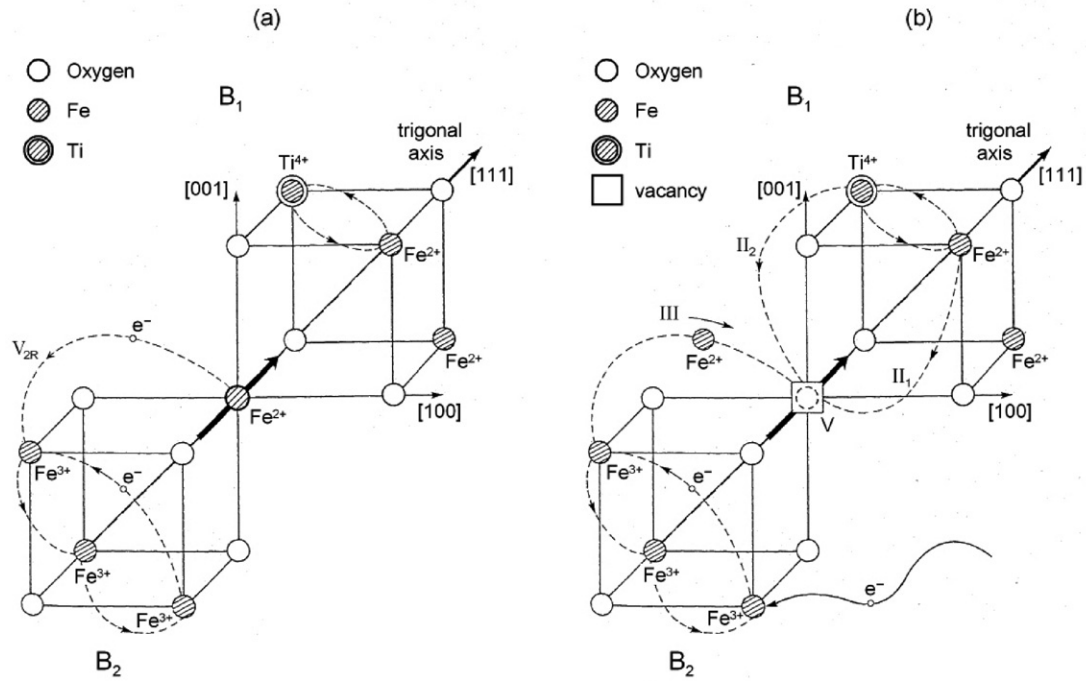 (a)
Oxygen
Fe
Ti
B₁
trigonal
axis
[111]
Ti⁴⁺
[001]
Fe²⁺
e⁻
V₂R
Fe²⁺
Fe²⁺
[100]
Fe³⁺
e⁻
Fe³⁺
Fe³⁺
B₂
(b)
Oxygen
Fe
Ti
vacancy
B₁
trigonal
axis
[111]
Ti⁴⁺
[001]
II₂
Fe²⁺
III
Fe²⁺
Fe²⁺
II₁
[100]
V
Fe³⁺
e⁻
Fe³⁺
Fe³⁺
e⁻
B₂